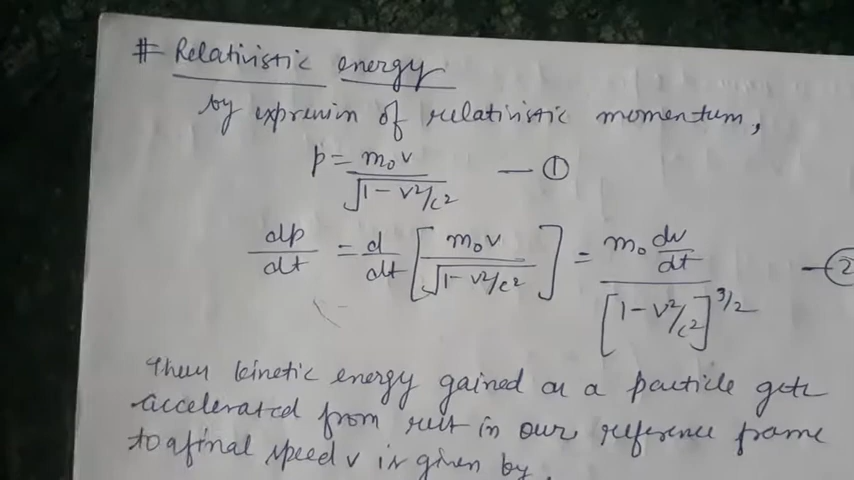 # Relativistic energy
by expression of relativistic momentum,
p = m₀v / √(1 - v²/c²) — ①
dp/dt = d/dt [m₀v / √(1 - v²/c²)] = m₀ dv/dt / [1 - v²/c²]^3/2 — ②
Then kinetic energy gained as a particle gets
accelerated from rest in our reference frame
to a final speed v is given by,